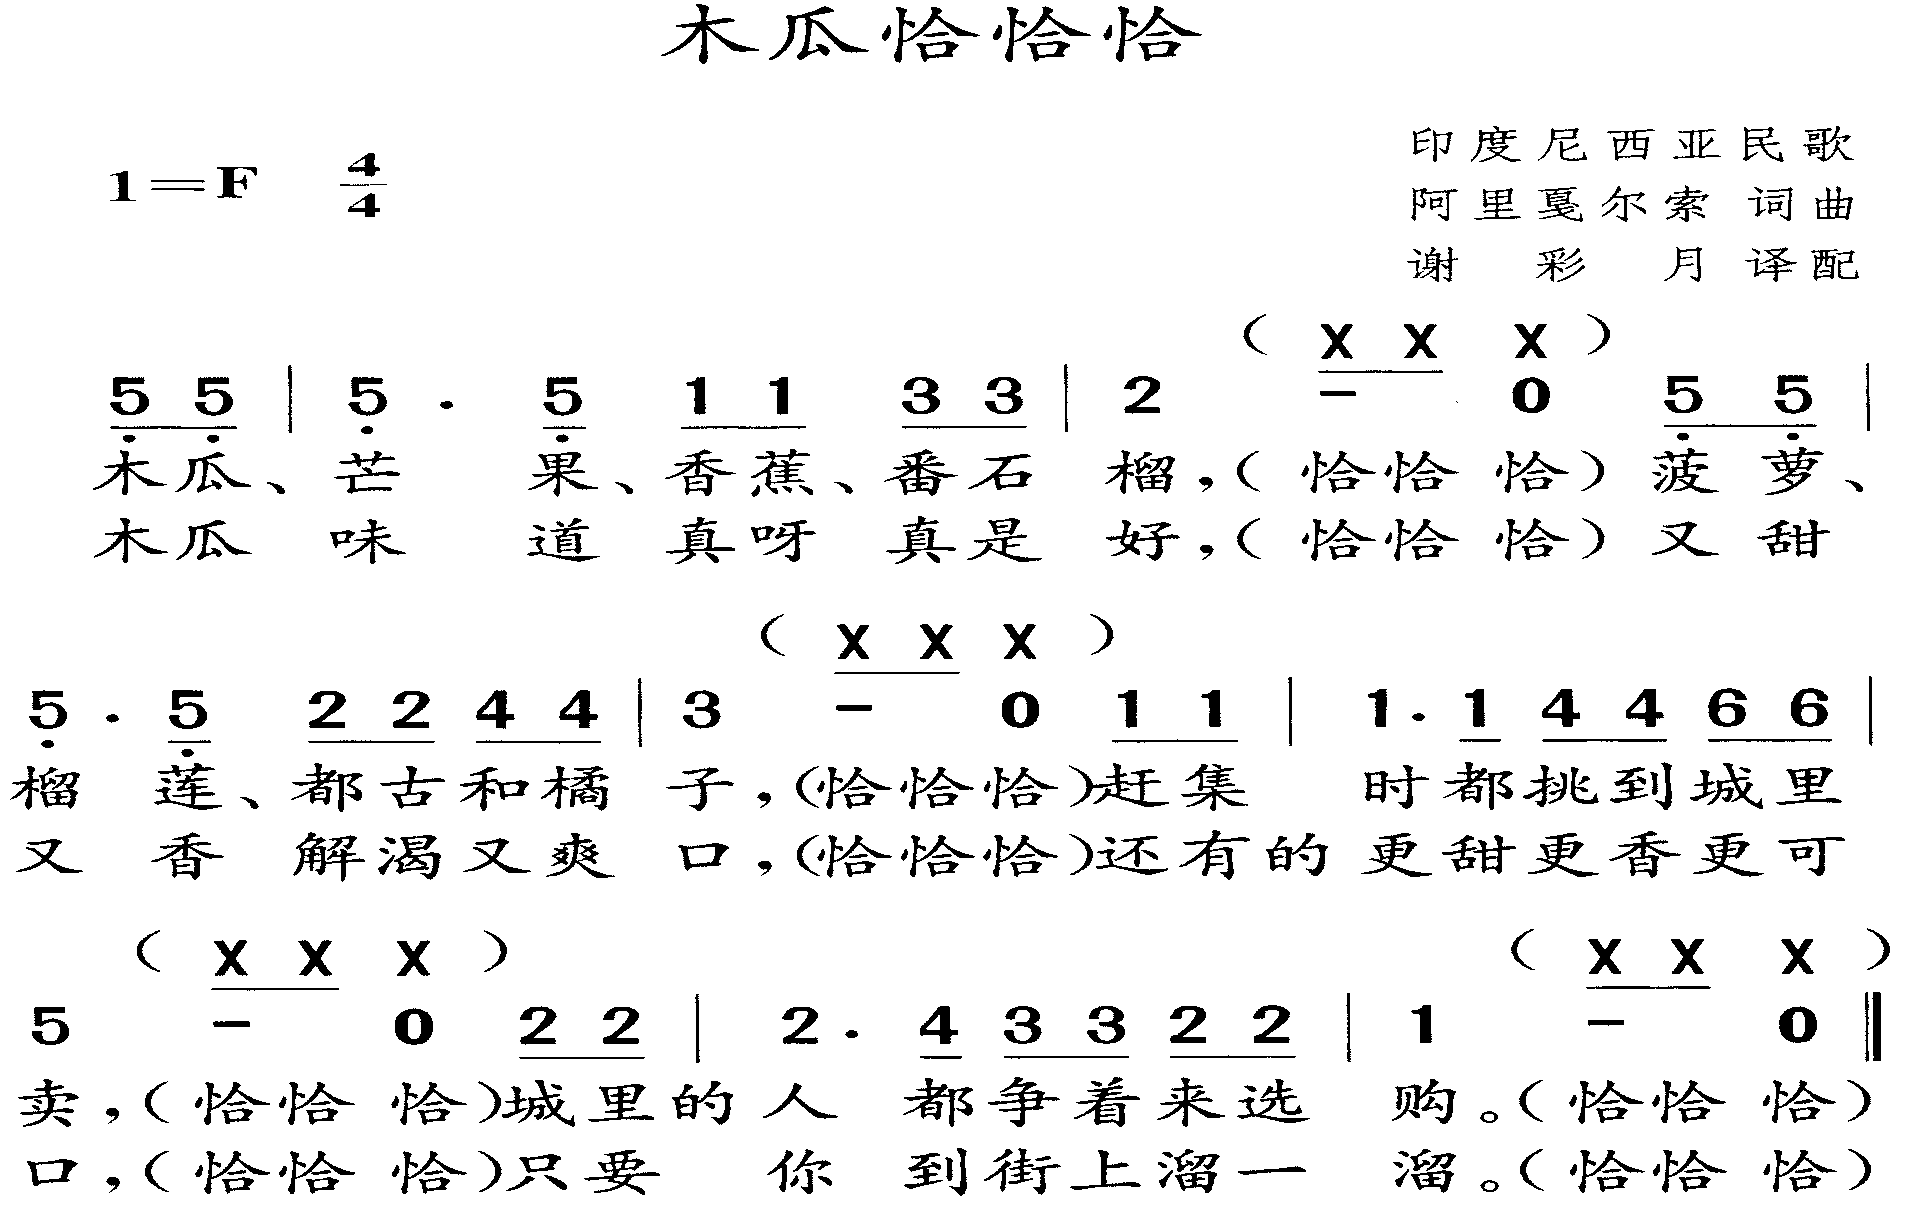 木瓜恰恰恰
印度尼西亚民歌
1=F 4/4
阿里戛尔索 词曲
谢彩月译配
( X X X )
5 5 | 5 . 5 1 1 3 3 | 2 - 0 5 5 |
木瓜、芒果、香蕉、番石榴,(恰恰恰)菠萝、
木瓜味道真呀真是好,(恰恰恰)又甜
( X X X )
5 . 5 2 2 4 4 | 3 - 0 1 1 | 1 . 1 4 4 6 6 |
榴莲、都古和橘子,(恰恰恰)赶集时都挑到城里
又香解渴又爽口,(恰恰恰)还有的更甜更香更可
( X X X ) ( X X X )
5 - 0 2 2 | 2 . 4 3 3 2 2 | 1 - 0 ‖
卖,(恰恰恰)城里的人都争着来选购。(恰恰恰)
口,(恰恰恰)只要你到街上溜一溜。(恰恰恰)